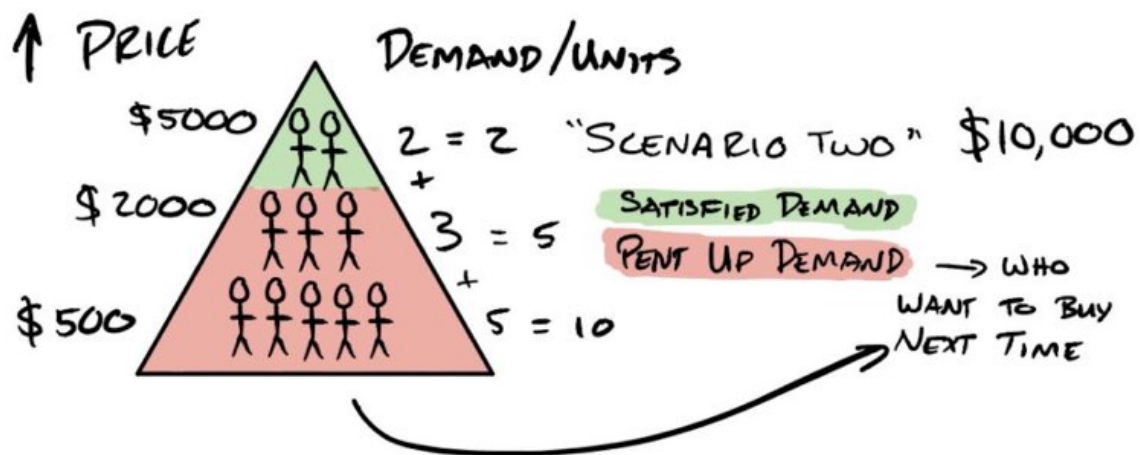 ↑ PRICE DEMAND/UNITS
$5000 2 = 2 "SCENARIO TWO" $10,000
+
$2000 SATISFIED DEMAND
3 = 5 PENT UP DEMAND → WHO
+ WANT TO BUY
$500 5 = 10 NEXT TIME